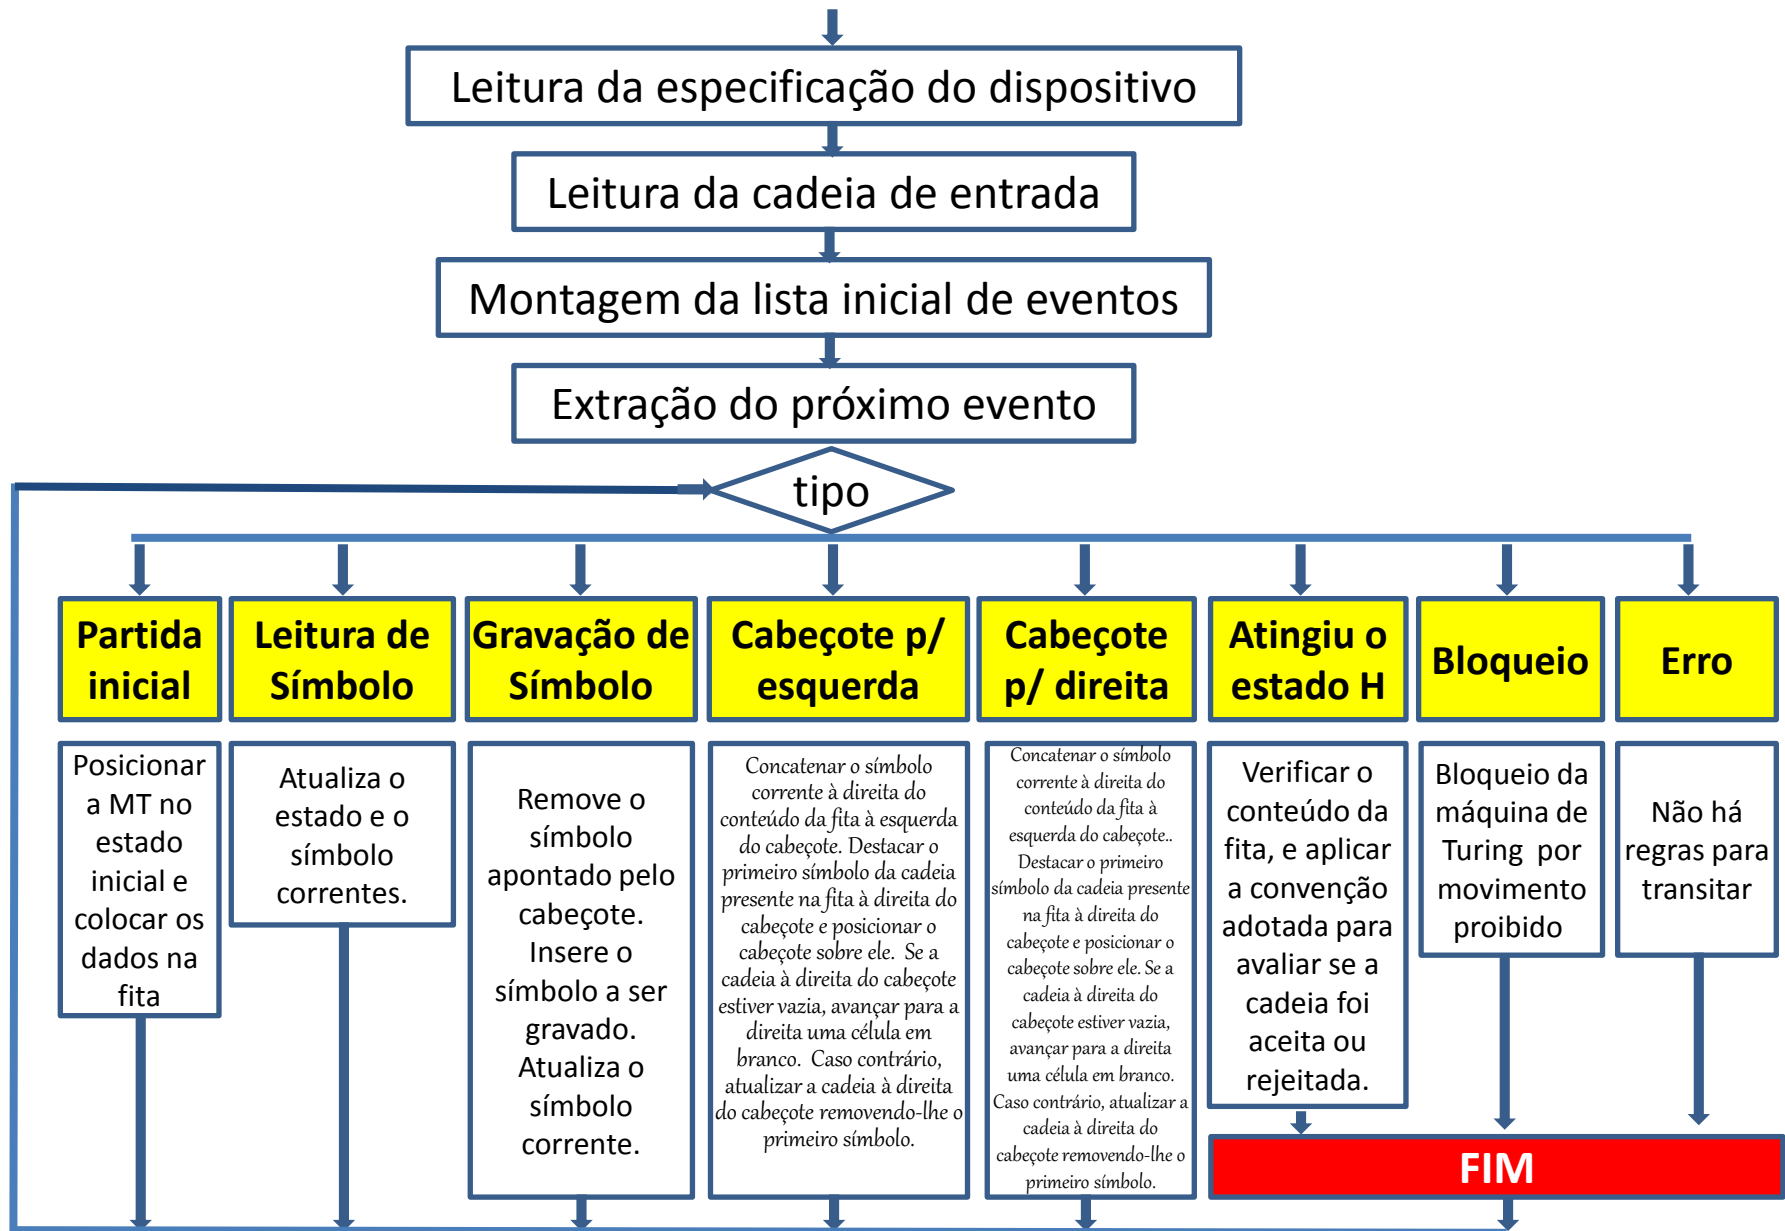 Leitura da especificação do dispositivo
Leitura da cadeia de entrada
Montagem da lista inicial de eventos
Extração do próximo evento
tipo
Partida
inicial
Leitura de
Símbolo
Gravação de
Símbolo
Cabeçote p/
esquerda
Cabeçote
p/ direita
Atingiu o
estado H
Bloqueio
Erro
Posicionar
a MT no
estado
inicial e
colocar os
dados na
fita
Atualiza o
estado e o
símbolo
correntes.
Remove o
símbolo
apontado pelo
cabeçote.
Insere o
símbolo a ser
gravado.
Atualiza o
símbolo
corrente.
Concatenar o símbolo
corrente à direita do
conteúdo da fita à esquerda
do cabeçote. Destacar o
primeiro símbolo da cadeia
presente na fita à direita do
cabeçote e posicionar o
cabeçote sobre ele. Se a
cadeia à direita do cabeçote
estiver vazia, avançar para a
direita uma célula em
branco. Caso contrário,
atualizar a cadeia à direita
do cabeçote removendo-lhe o
primeiro símbolo.
Concatenar o símbolo
corrente à direita do
conteúdo da fita à
esquerda do cabeçote..
Destacar o primeiro
símbolo da cadeia presente
na fita à direita do
cabeçote e posicionar o
cabeçote sobre ele. Se a
cadeia à direita do
cabeçote estiver vazia,
avançar para a direita
uma célula em branco.
Caso contrário, atualizar a
cadeia à direita do
cabeçote removendo-lhe o
primeiro símbolo.
Verificar o
conteúdo da
fita, e aplicar
a convenção
adotada para
avaliar se a
cadeia foi
aceita ou
rejeitada.
Bloqueio da
máquina de
Turing por
movimento
proibido
Não há
regras para
transitar
FIM